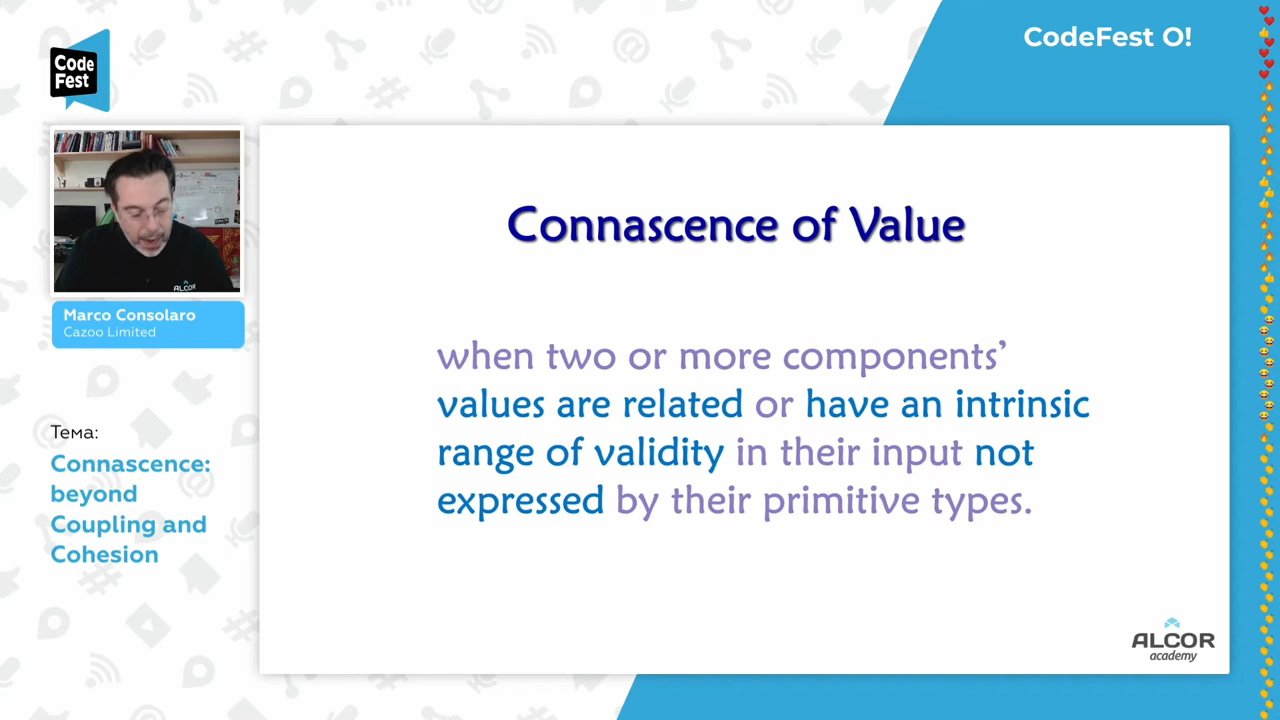 Code
Fest
CodeFest O!
ALCOR
Marco Consolaro
Cazoo Limited
Тема:
Connascence:
beyond
Coupling and
Cohesion
Connascence of Value
when two or more components’
values are related or have an intrinsic
range of validity in their input not
expressed by their primitive types.
ALCOR
academy